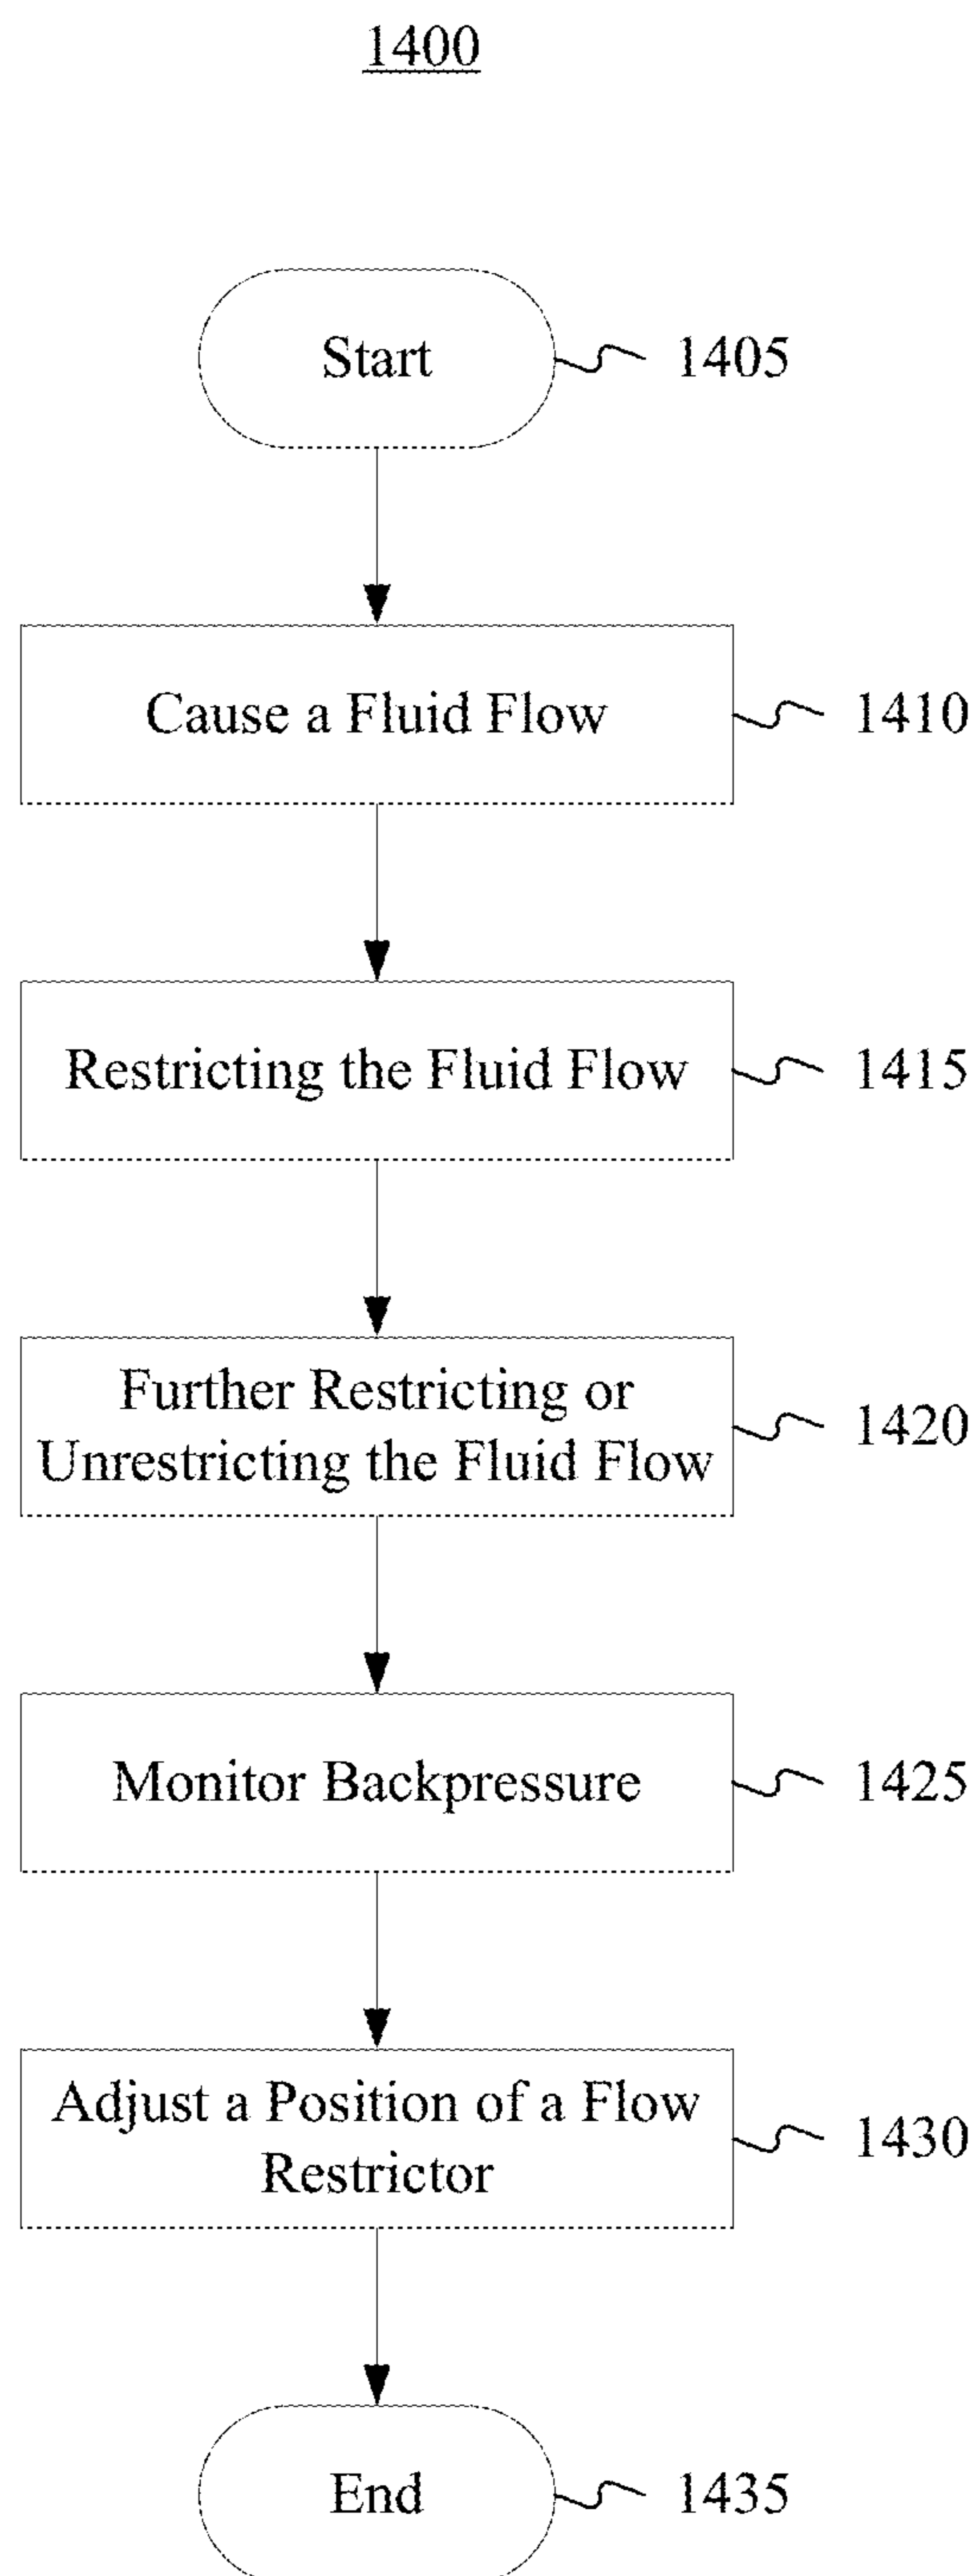 1400
Start
1405
Cause a Fluid Flow
1410
Restricting the Fluid Flow
1415
Further Restricting or
Unrestricting the Fluid Flow
1420
Monitor Backpressure
1425
Adjust a Position of a Flow
Restrictor
1430
End
1435